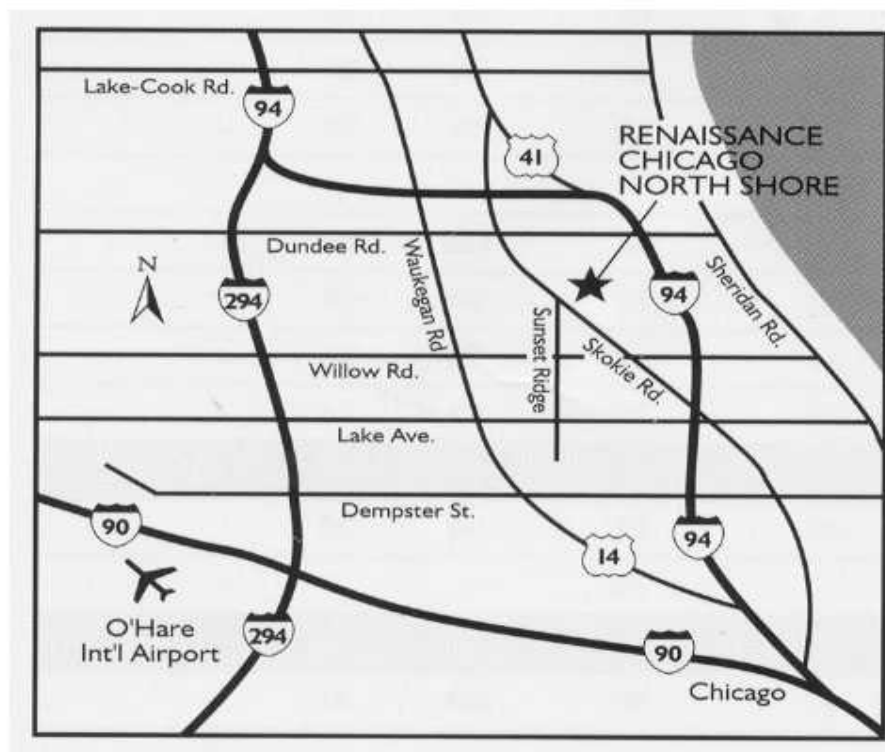 Lake-Cook Rd.
94
41
RENAISSANCE
CHICAGO
NORTH SHORE
Dundee Rd.
Waukegan Rd
Sheridan Rd.
N
294
94
Sunset Ridge
Skokie Rd.
Willow Rd.
Lake Ave.
Dempster St.
90
14
94
O'Hare
Int'l Airport
294
90
Chicago